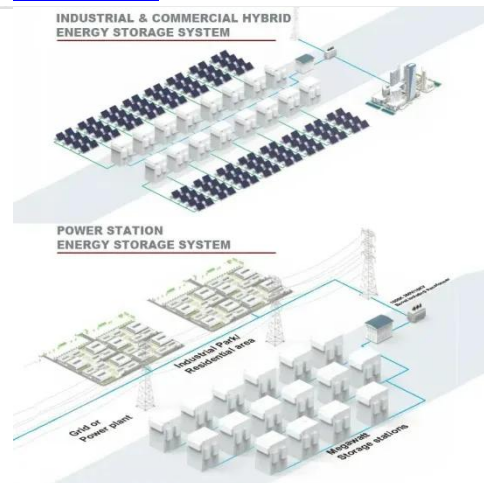 INDUSTRIAL & COMMERCIAL HYBRID
ENERGY STORAGE SYSTEM
POWER STATION
ENERGY STORAGE SYSTEM
Industrial Park/
Residential area
Grid or
Power plant
Megawatt
Storage stations